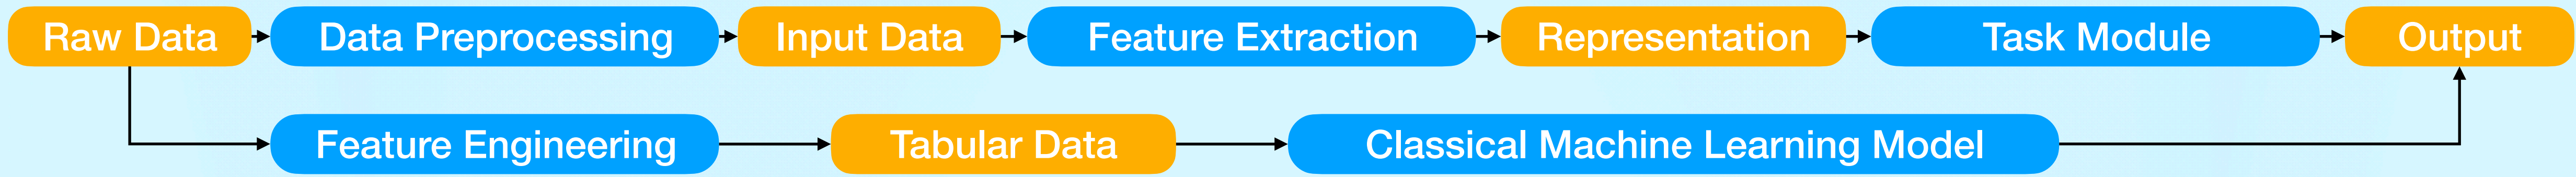 Raw Data
Data Preprocessing
Input Data
Feature Extraction
Representation
Task Module
Output
Feature Engineering
Tabular Data
Classical Machine Learning Model